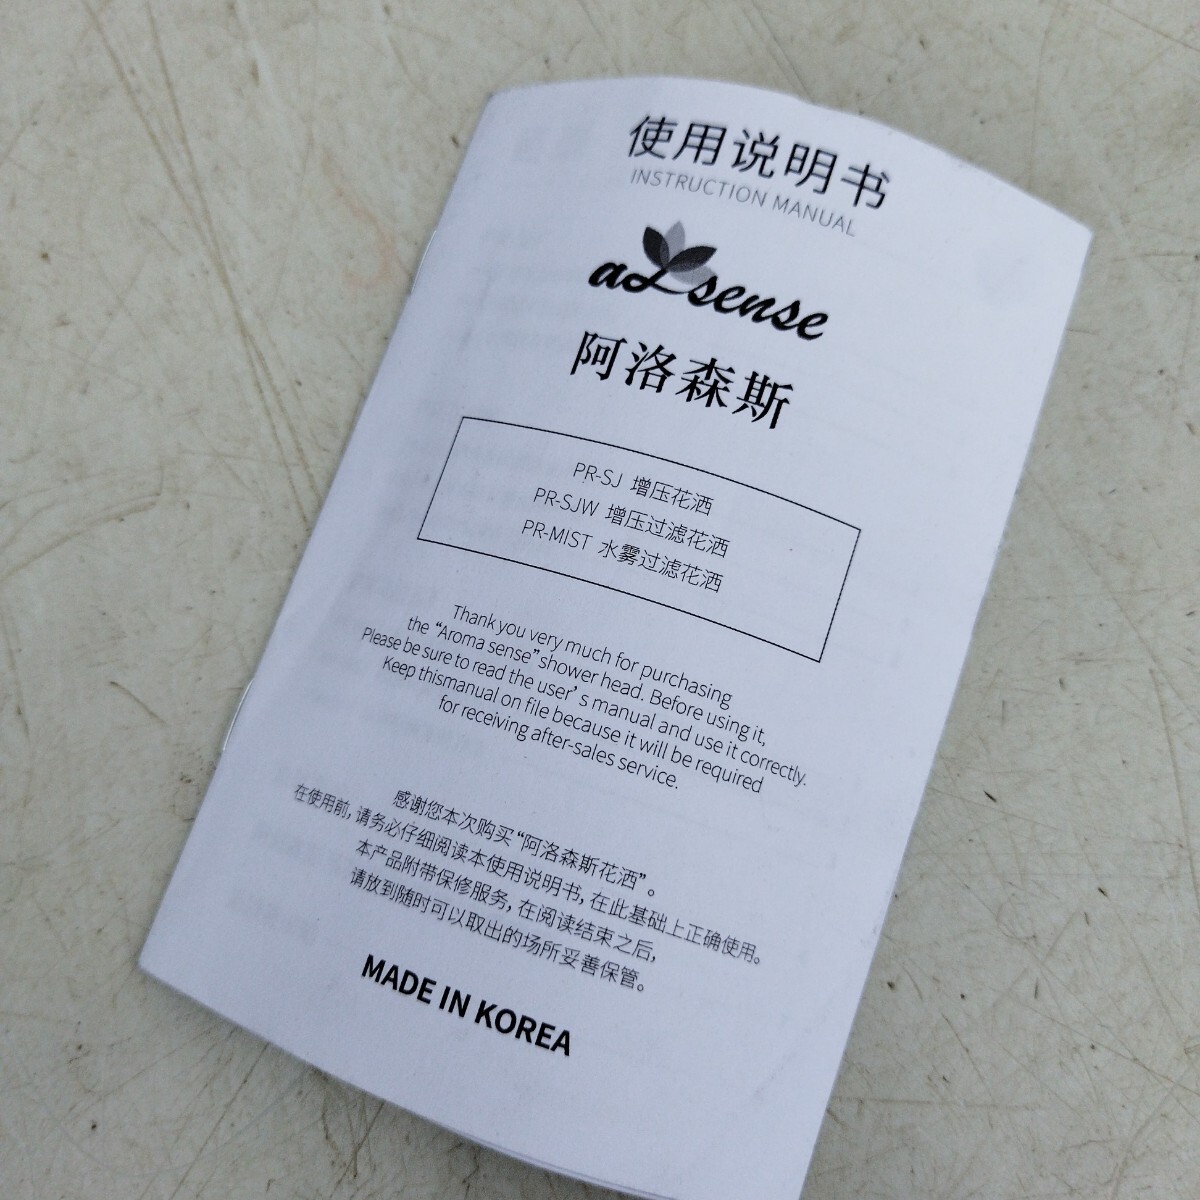 使用说明书
INSTRUCTION MANUAL
aLsense
阿洛森斯
PR-SJ 增压花洒
PR-SJW 增压过滤花洒
PR-MIST 水雾过滤花洒
Thank you very much for purchasing
the “Aroma sense”shower head. Before using it,
Please be sure to read the user’s manual and use it correctly.
Keep thismanual on file because it will be required
for receiving after-sales service.
感谢您本次购买“阿洛森斯花洒”。
在使用前, 请务必仔细阅读本使用说明书, 在此基础上正确使用。
本产品附带保修服务, 在阅读结束之后,
请放到随时可以取出的场所妥善保管。
MADE IN KOREA